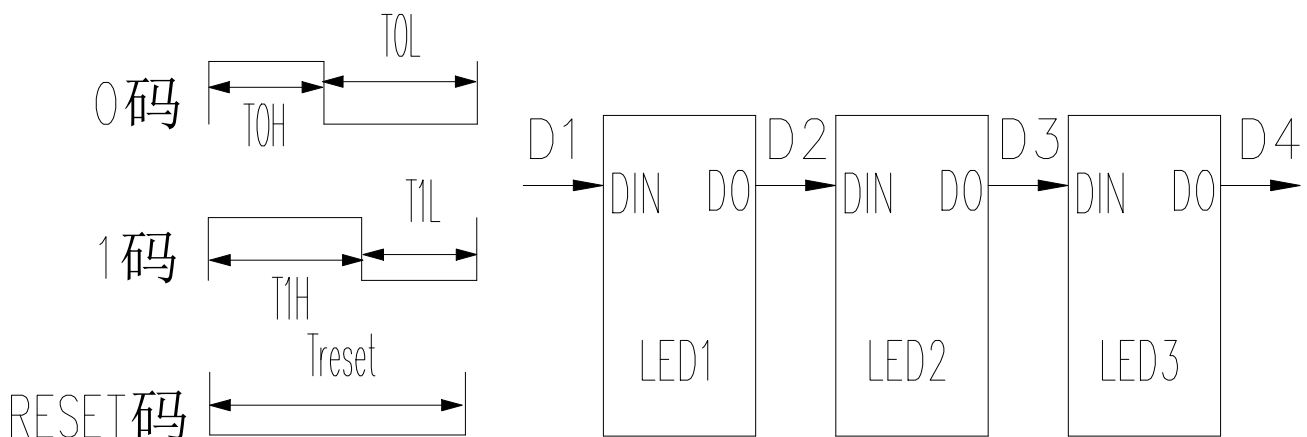 T0L
0码
T0H
T1L
1码
T1H
Treset
RESET码
D1 D2 D3 D4
DIN DO DIN DO DIN DO
LED1 LED2 LED3